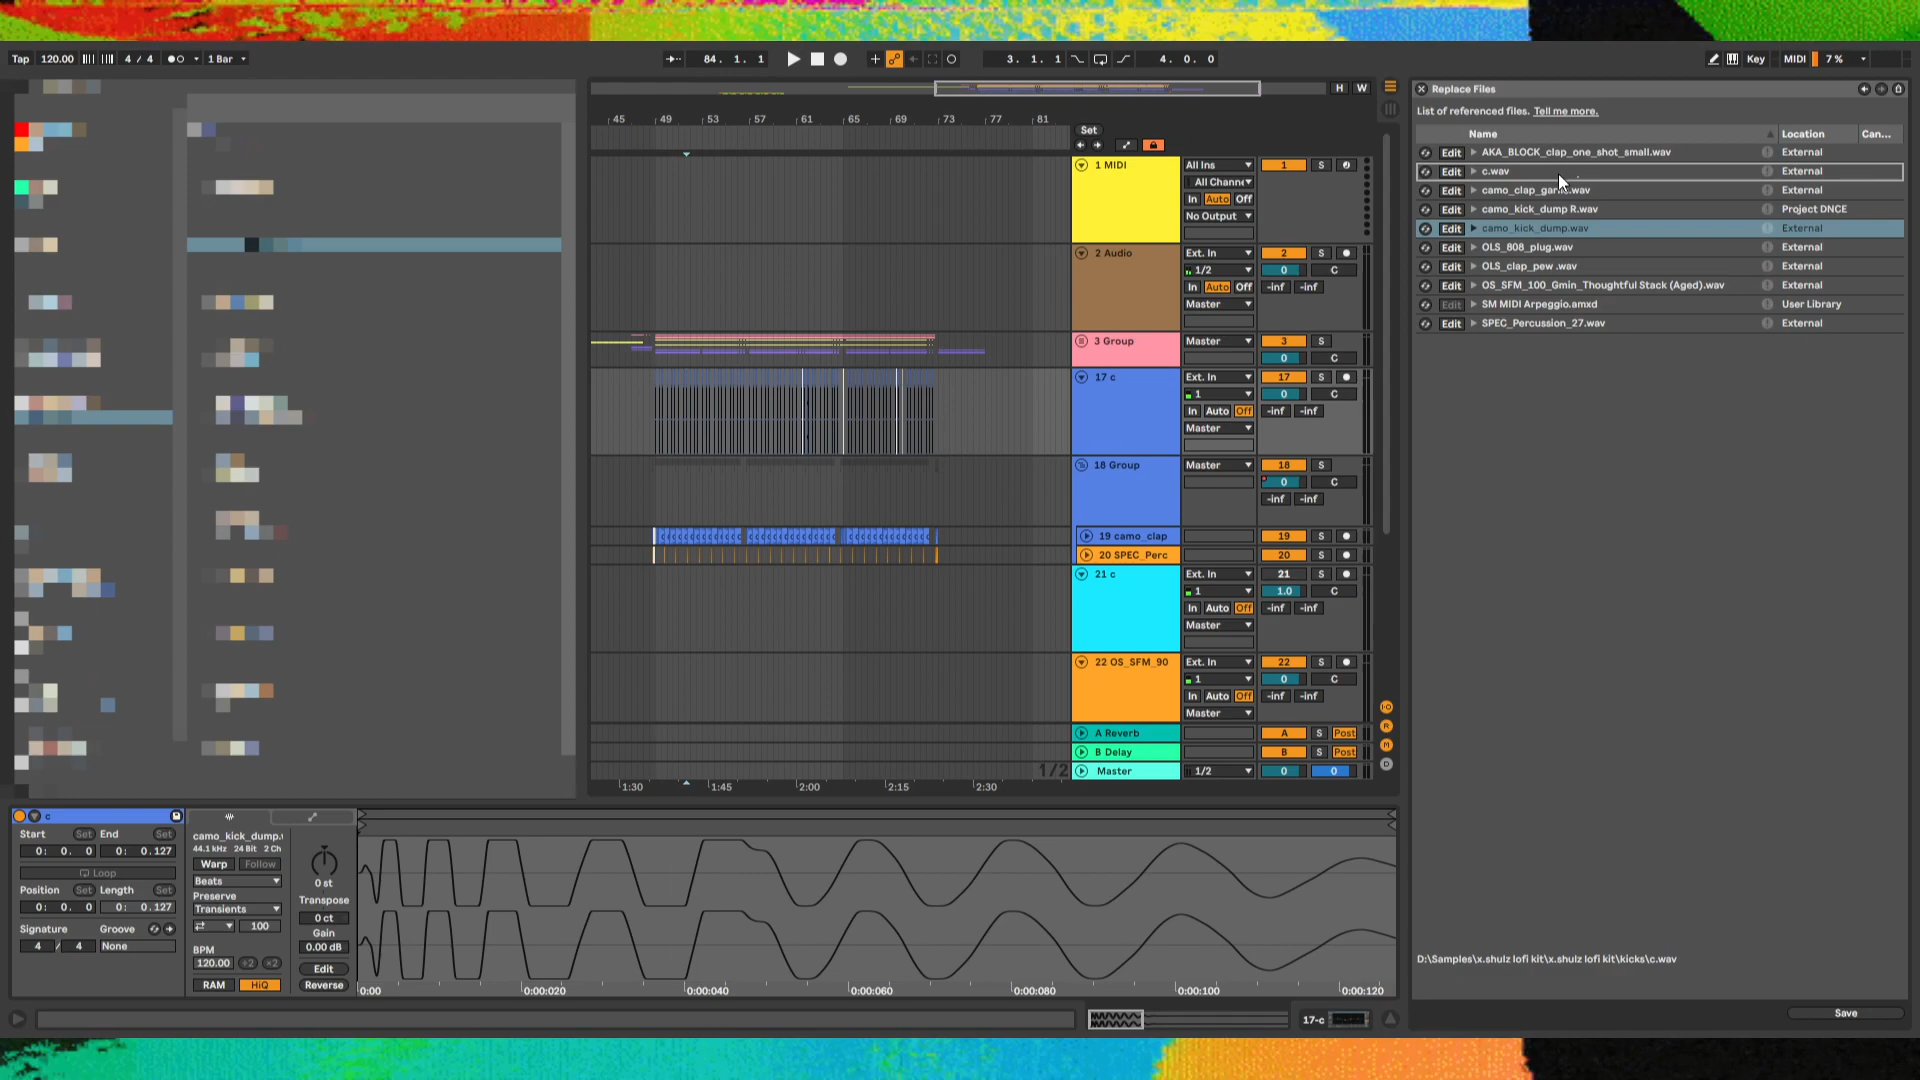 Tap 120.00 4 / 4 1 Bar 84. 1. 1 3. 1. 1 4. 0. 0 Key MIDI 7 %
H W
45 49 53 57 61 65 69 73 77 81
Set
1 MIDI All Ins 1 S
All Channe
In Auto Off
No Output
2 Audio Ext. In 2 S
1/2 0 C
In Auto Off -inf -inf
Master
3 Group Master 3 S
0 C
17 c Ext. In 17 S
1 0 C
In Auto Off -inf -inf
Master
18 Group Master 18 S
0 C
-inf -inf
19 camo_clap 19 S
20 SPEC_Perc 20 S
21 c Ext. In 21 S
1 1.0 C
In Auto Off -inf -inf
Master
22 OS_SFM_90 Ext. In 22 S
1 0 C
In Auto Off -inf -inf
Master
A Reverb A S Post
B Delay B S Post
1/2 Master 1/2 0 0
1:30 1:45 2:00 2:15 2:30
Replace Files
List of referenced files. Tell me more.
Name Location Can...
Edit AKA_BLOCK_clap_one_shot_small.wav External
Edit c.wav External
Edit .wav External
Edit camo_kick_dump R.wav Project DNCE
Edit camo_kick_dump.wav External
Edit OLS_808_plug.wav External
Edit OLS_clap_pew .wav External
Edit OS_SFM_100_Gmin_Thoughtful Stack (Aged).wav External
Edit SM MIDI Arpeggio.amxd User Library
Edit SPEC_Percussion_27.wav External
D:\Samples\x.shulz lofi kit\x.shulz lofi kit\kicks\c.wav
Save
c
Start Set End Set
0: 0. 0 0: 0.127
Loop
Position Set Length Set
0: 0. 0 0: 0.127
Signature Groove
4 / 4 None
camo_kick_dump.
44.1 kHz 24 Bit 2 Ch
Warp Follow
Beats
Preserve
Transients
100
BPM
120.00 ÷2 ×2
RAM HiQ
0 st
Transpose
0 ct
Gain
0.00 dB
Edit
Reverse
0:00 0:00:020 0:00:040 0:00:060 0:00:080 0:00:100 0:00:120
17-c